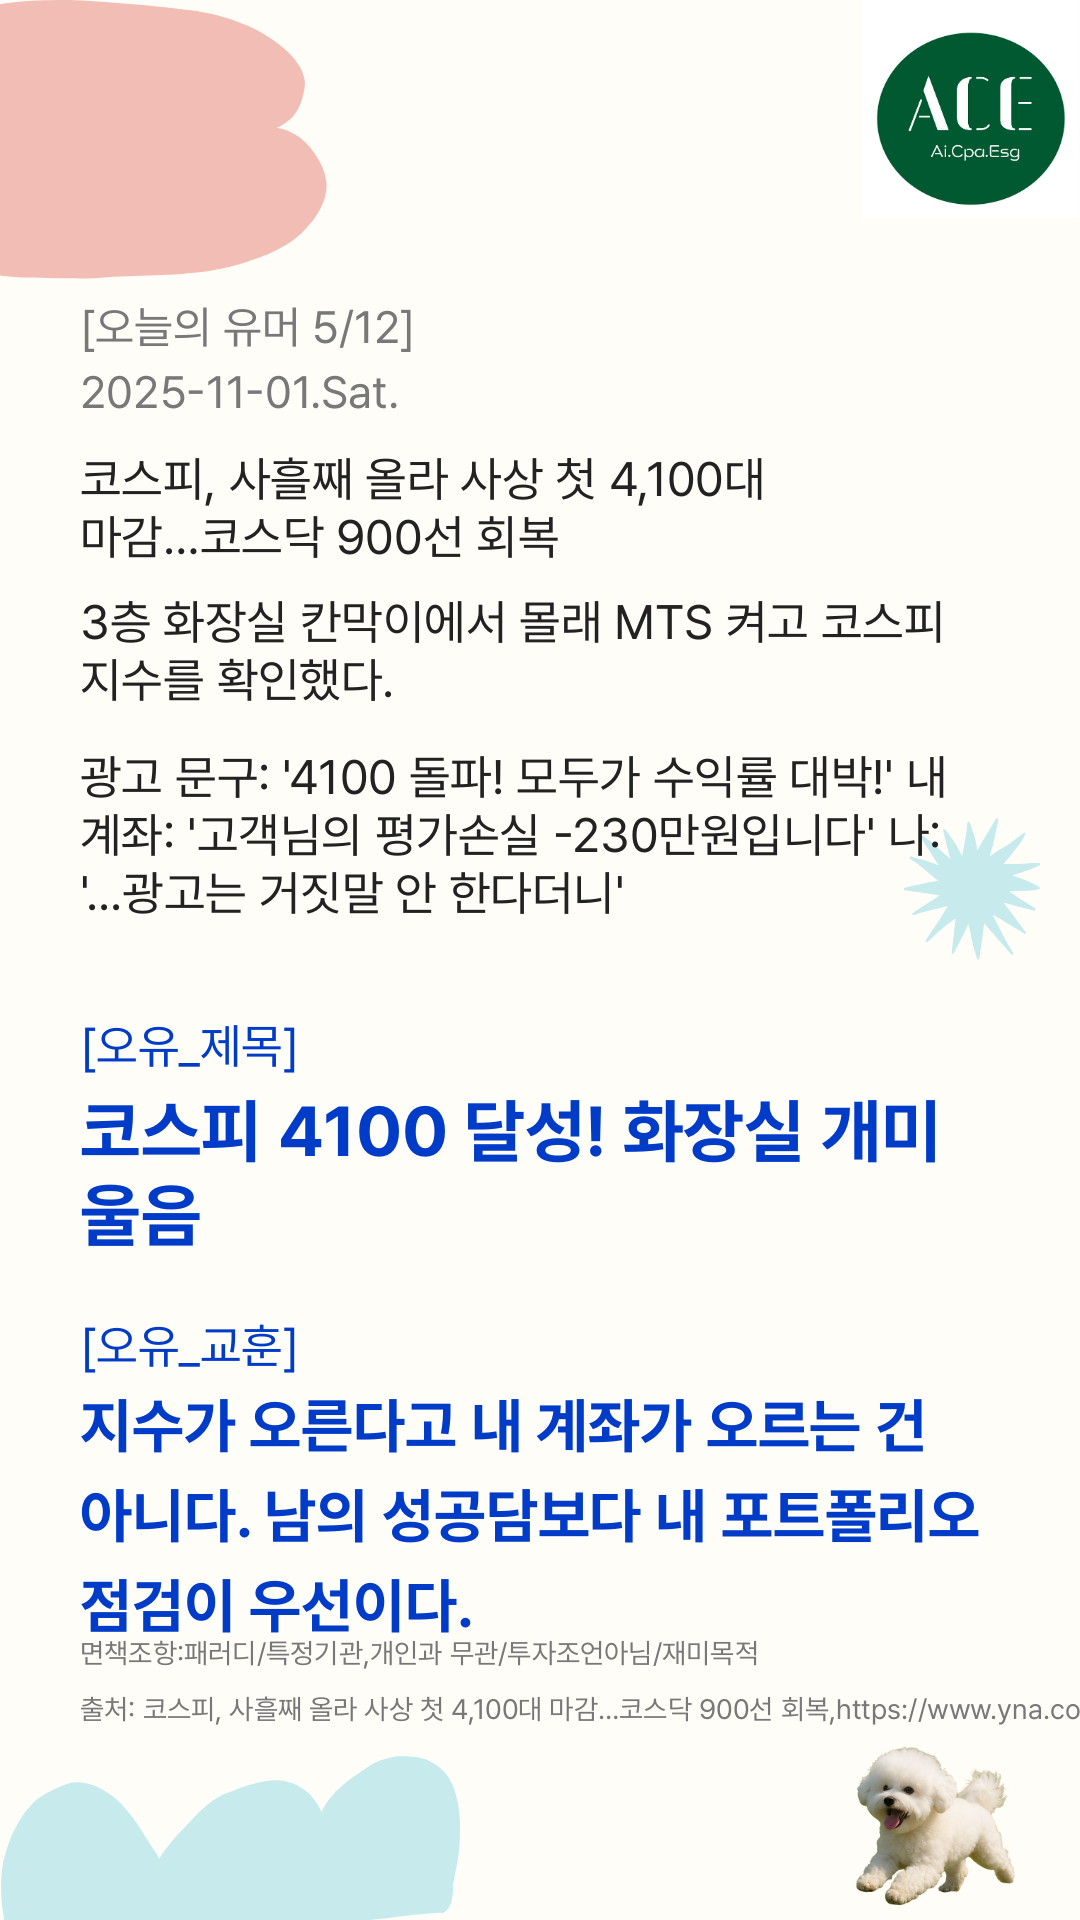 ACE
Ai.Cpa.Esg
[오늘의 유머 5/12]
2025-11-01.Sat.
코스피, 사흘째 올라 사상 첫 4,100대
마감…코스닥 900선 회복
3층 화장실 칸막이에서 몰래 MTS 켜고 코스피
지수를 확인했다.
광고 문구: '4100 돌파! 모두가 수익률 대박!' 내
계좌: '고객님의 평가손실 -230만원입니다' 나:
'…광고는 거짓말 안 한다더니'
[오유_제목]
코스피 4100 달성! 화장실 개미
울음
[오유_교훈]
지수가 오른다고 내 계좌가 오르는 건
아니다. 남의 성공담보다 내 포트폴리오
점검이 우선이다.
면책조항:패러디/특정기관,개인과 무관/투자조언아님/재미목적
출처: 코스피, 사흘째 올라 사상 첫 4,100대 마감…코스닥 900선 회복,https://www.yna.co